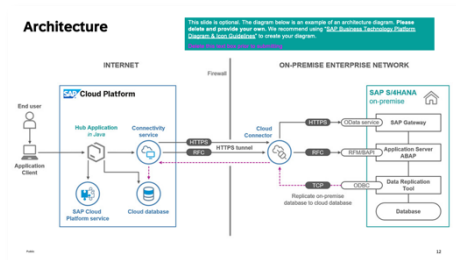 Architecture
This slide is optional. The diagram below is an example of an architecture diagram. Please
delete and provide your own. We recommend using "SAP Business Technology Platform
Diagram & Icon Guidelines" to create your diagram.
INTERNET
Firewall
ON-PREMISE ENTERPRISE NETWORK
SAP Cloud Platform
SAP S/4HANA
on-premise
End user
Hub Application
in Java
Connectivity
service
Cloud
Connector
HTTPS
OData service
SAP Gateway
HTTPS
RFC
HTTPS tunnel
RFC
RFM/BAPI
Application Server
ABAP
Application
Client
TCP
ODBC
Data Replication
Tool
SAP Cloud
Platform service
Cloud database
Replicate on-premise
database to cloud database
Database
12